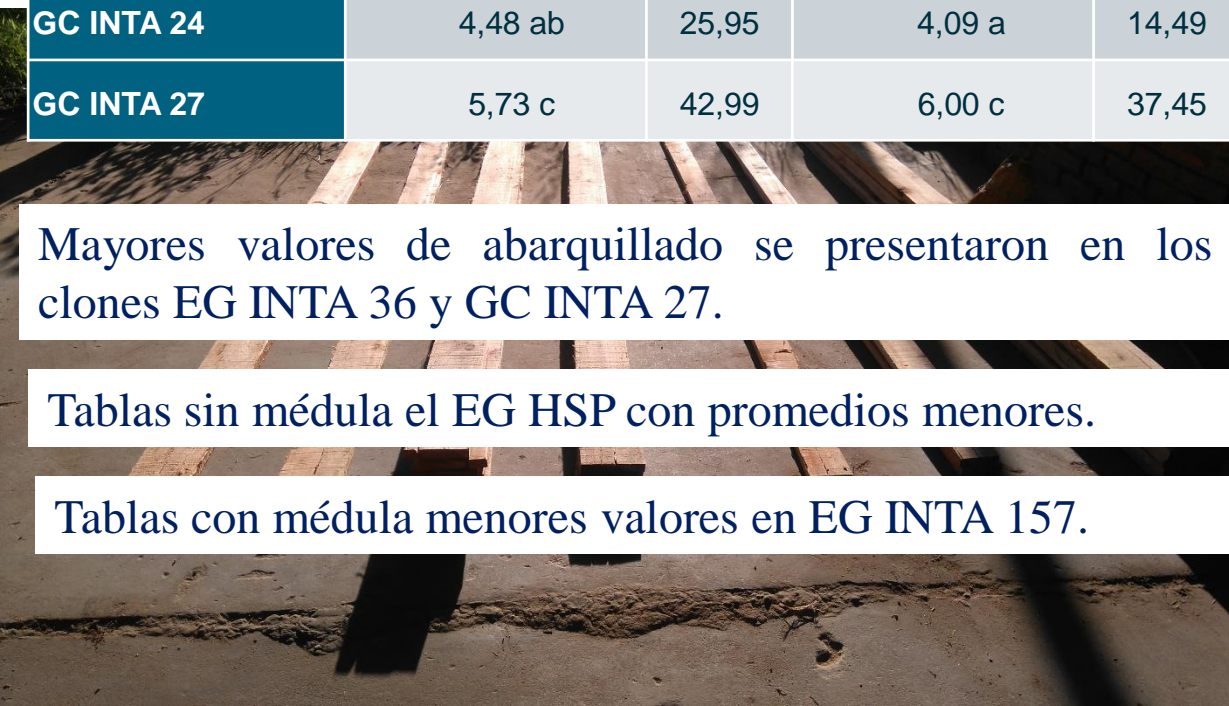 GC INTA 24 4,48 ab 25,95 4,09 a 14,49
GC INTA 27 5,73 c 42,99 6,00 c 37,45
Mayores valores de abarquillado se presentaron en los
clones EG INTA 36 y GC INTA 27.
Tablas sin médula el EG HSP con promedios menores.
Tablas con médula menores valores en EG INTA 157.